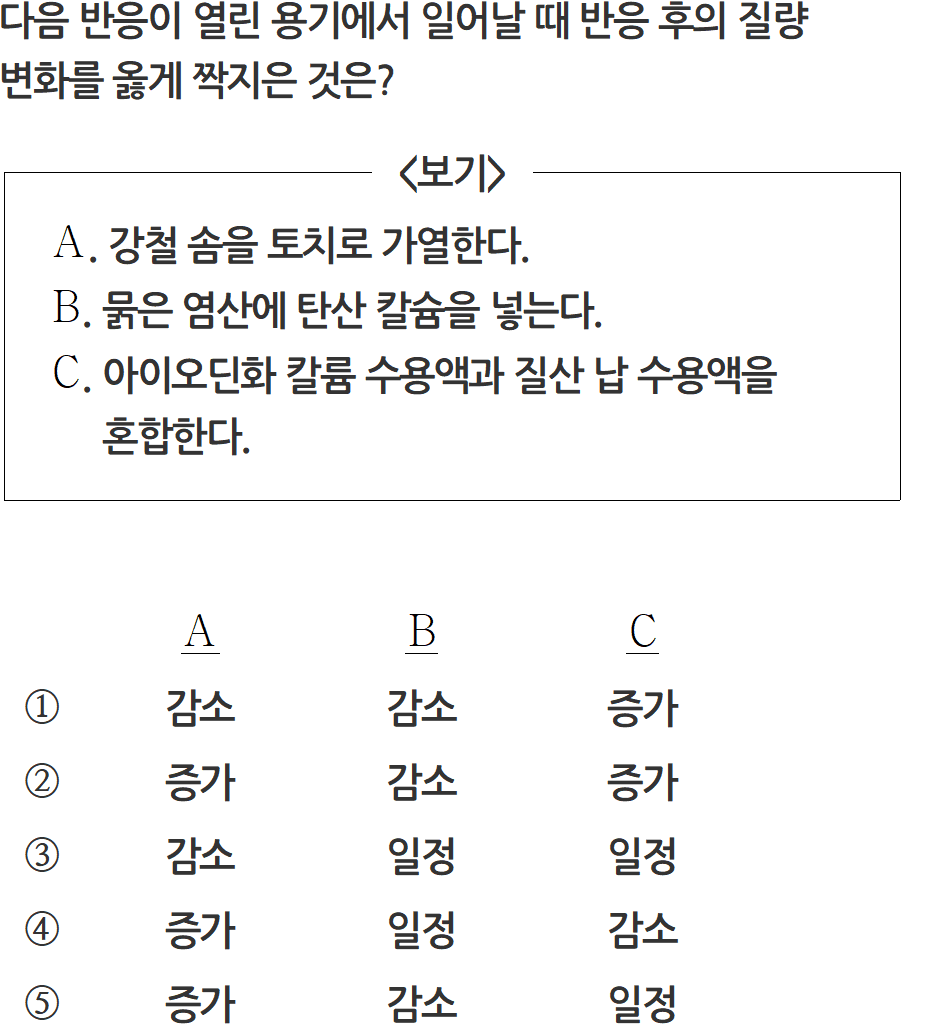 다음 반응이 열린 용기에서 일어날 때 반응 후의 질량
변화를 옳게 짝지은 것은?
<보기>
A. 강철 솜을 토치로 가열한다.
B. 묽은 염산에 탄산 칼슘을 넣는다.
C. 아이오딘화 칼륨 수용액과 질산 납 수용액을
혼합한다.
A B C
① 감소 감소 증가
② 증가 감소 증가
③ 감소 일정 일정
④ 증가 일정 감소
⑤ 증가 감소 일정